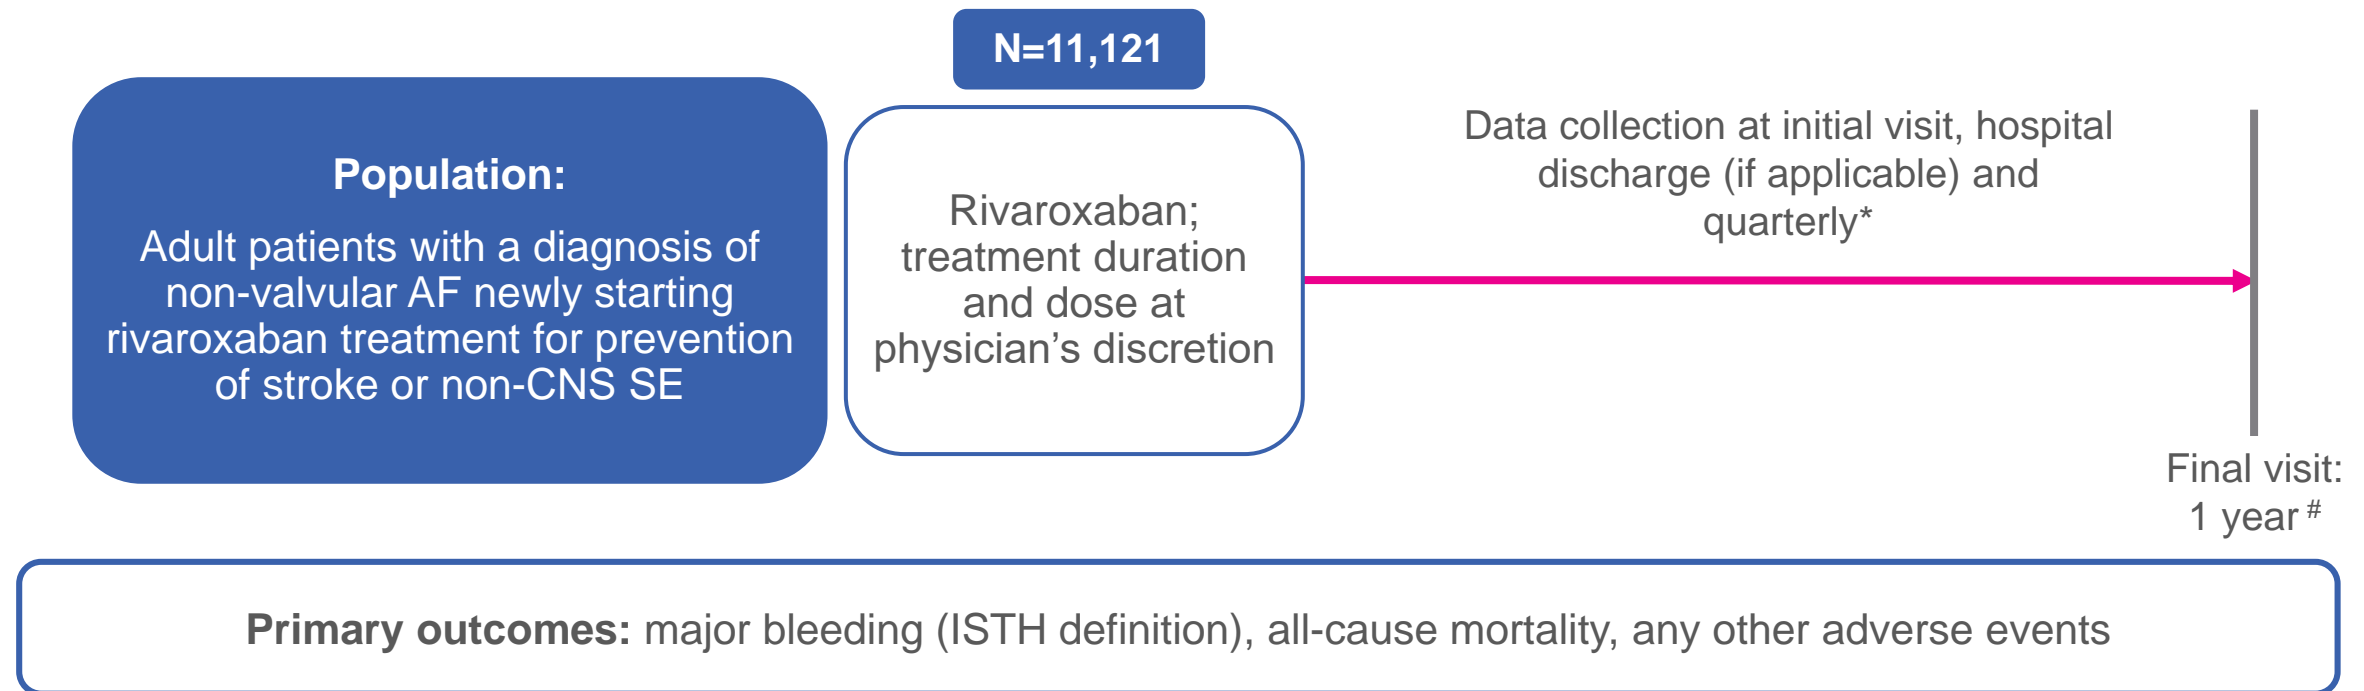 N=11,121
Population:
Adult patients with a diagnosis of
non-valvular AF newly starting
rivaroxaban treatment for prevention
of stroke or non-CNS SE
Rivaroxaban;
treatment duration
and dose at
physician’s discretion
Data collection at initial visit, hospital
discharge (if applicable) and
quarterly*
Final visit:
1 year #
Primary outcomes: major bleeding (ISTH definition), all-cause mortality, any other adverse events